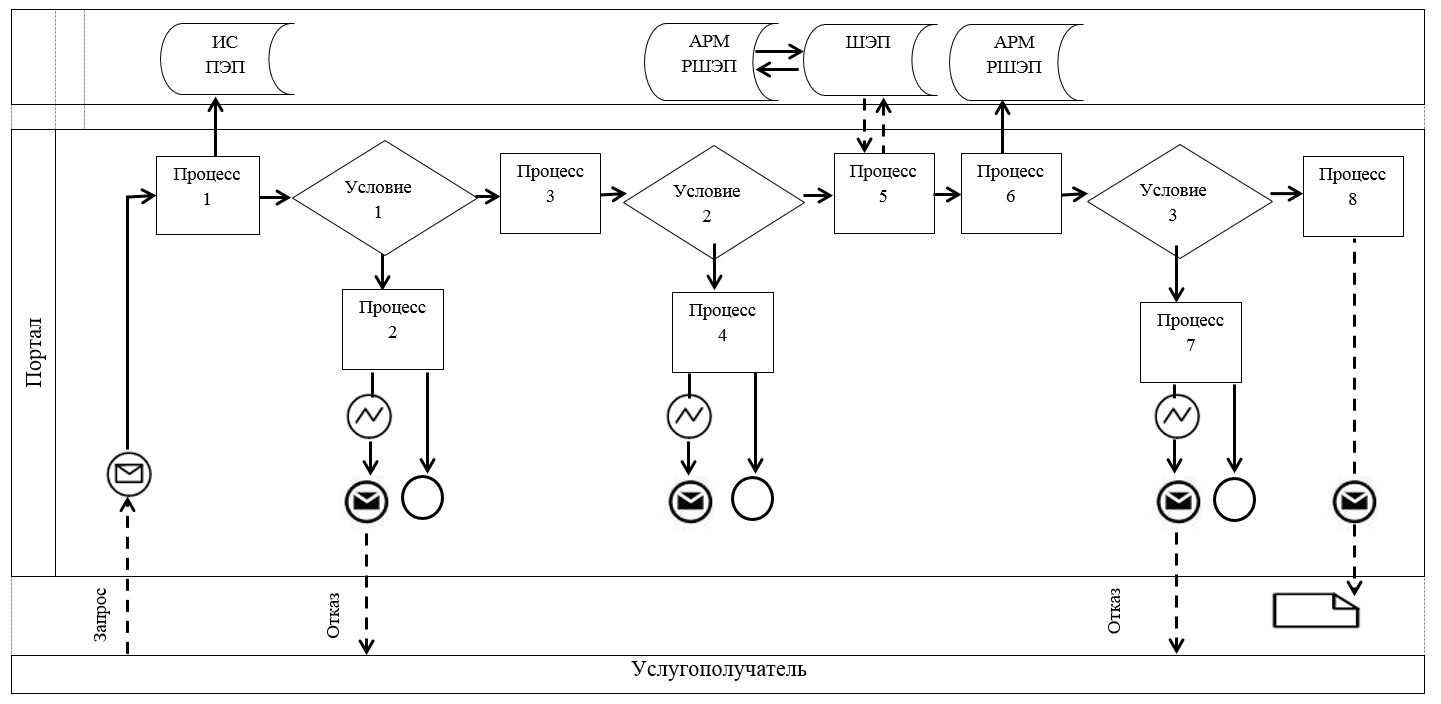 ИС
ПЭП
АРМ
РШЭП
ШЭП
АРМ
РШЭП
Портал
Процесс
1
Условие
1
Процесс
3
Условие
2
Процесс
5
Процесс
6
Условие
3
Процесс
8
Процесс
2
Процесс
4
Процесс
7
Запрос
Отказ
Отказ
Услугополучатель